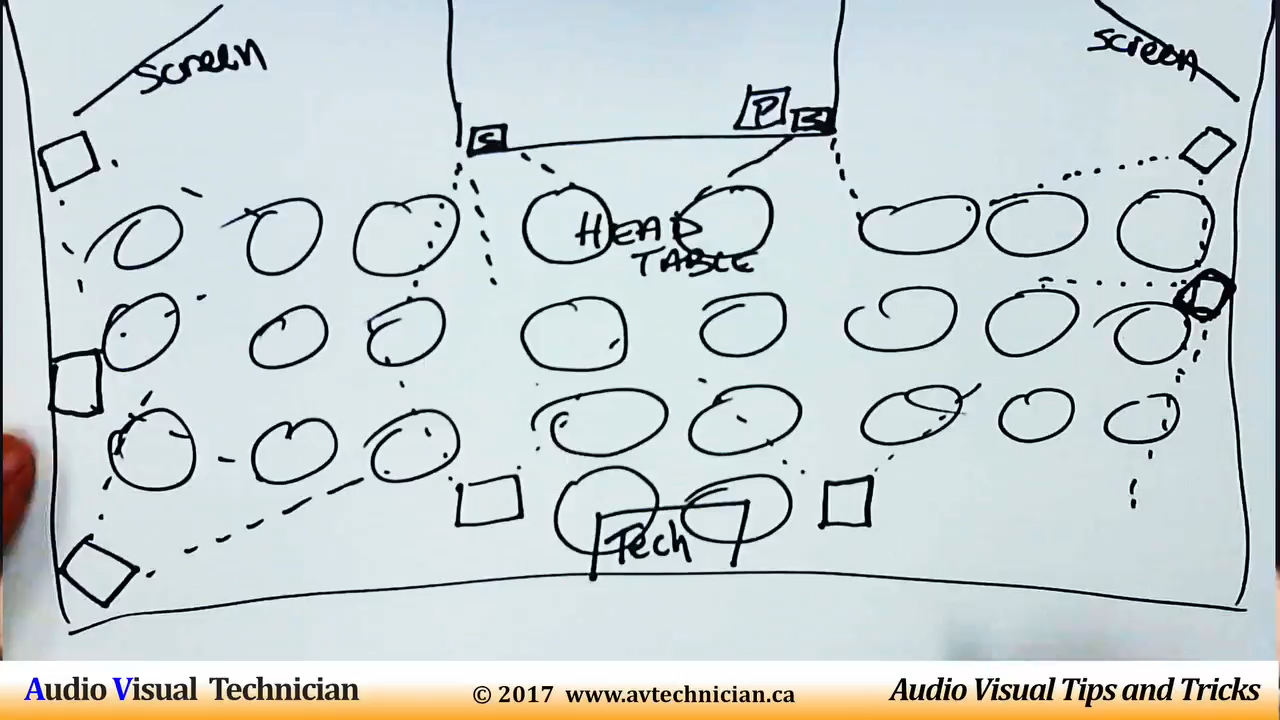 Screen
Screen
P
S
S
HEAD
TABLE
Tech
Audio Visual Technician
© 2017 www.avtechnician.ca
Audio Visual Tips and Tricks